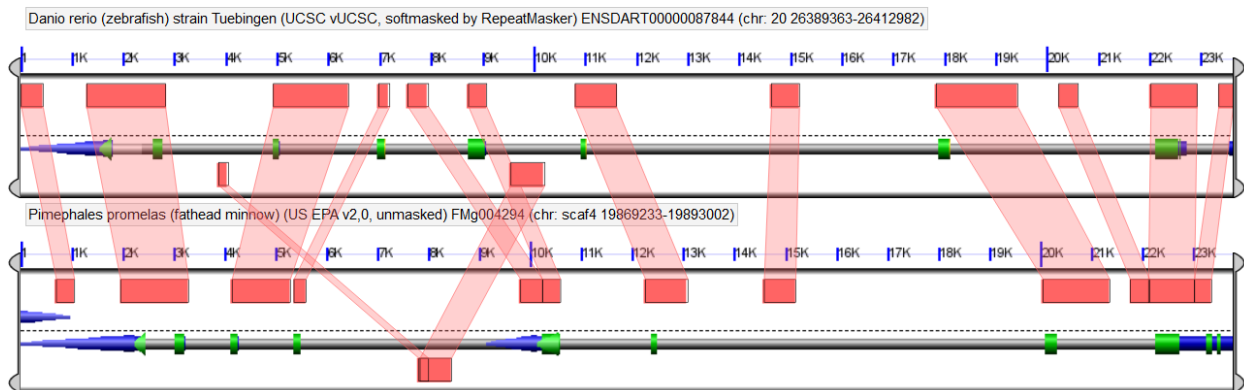 Danio rerio (zebrafish) strain Tuebingen (UCSC vUCSC, softmasked by RepeatMasker) ENSDART00000087844 (chr: 20 26389363-26412982)
1 1K 2K 3K 4K 5K 6K 7K 8K 9K 10K 11K 12K 13K 14K 15K 16K 17K 18K 19K 20K 21K 22K 23K
Pimephales promelas (fathead minnow) (US EPA v2,0, unmasked) FMg004294 (chr: scaf4 19869233-19893002)
1 1K 2K 3K 4K 5K 6K 7K 8K 9K 10K 11K 12K 13K 14K 15K 16K 17K 18K 19K 20K 21K 22K 23K